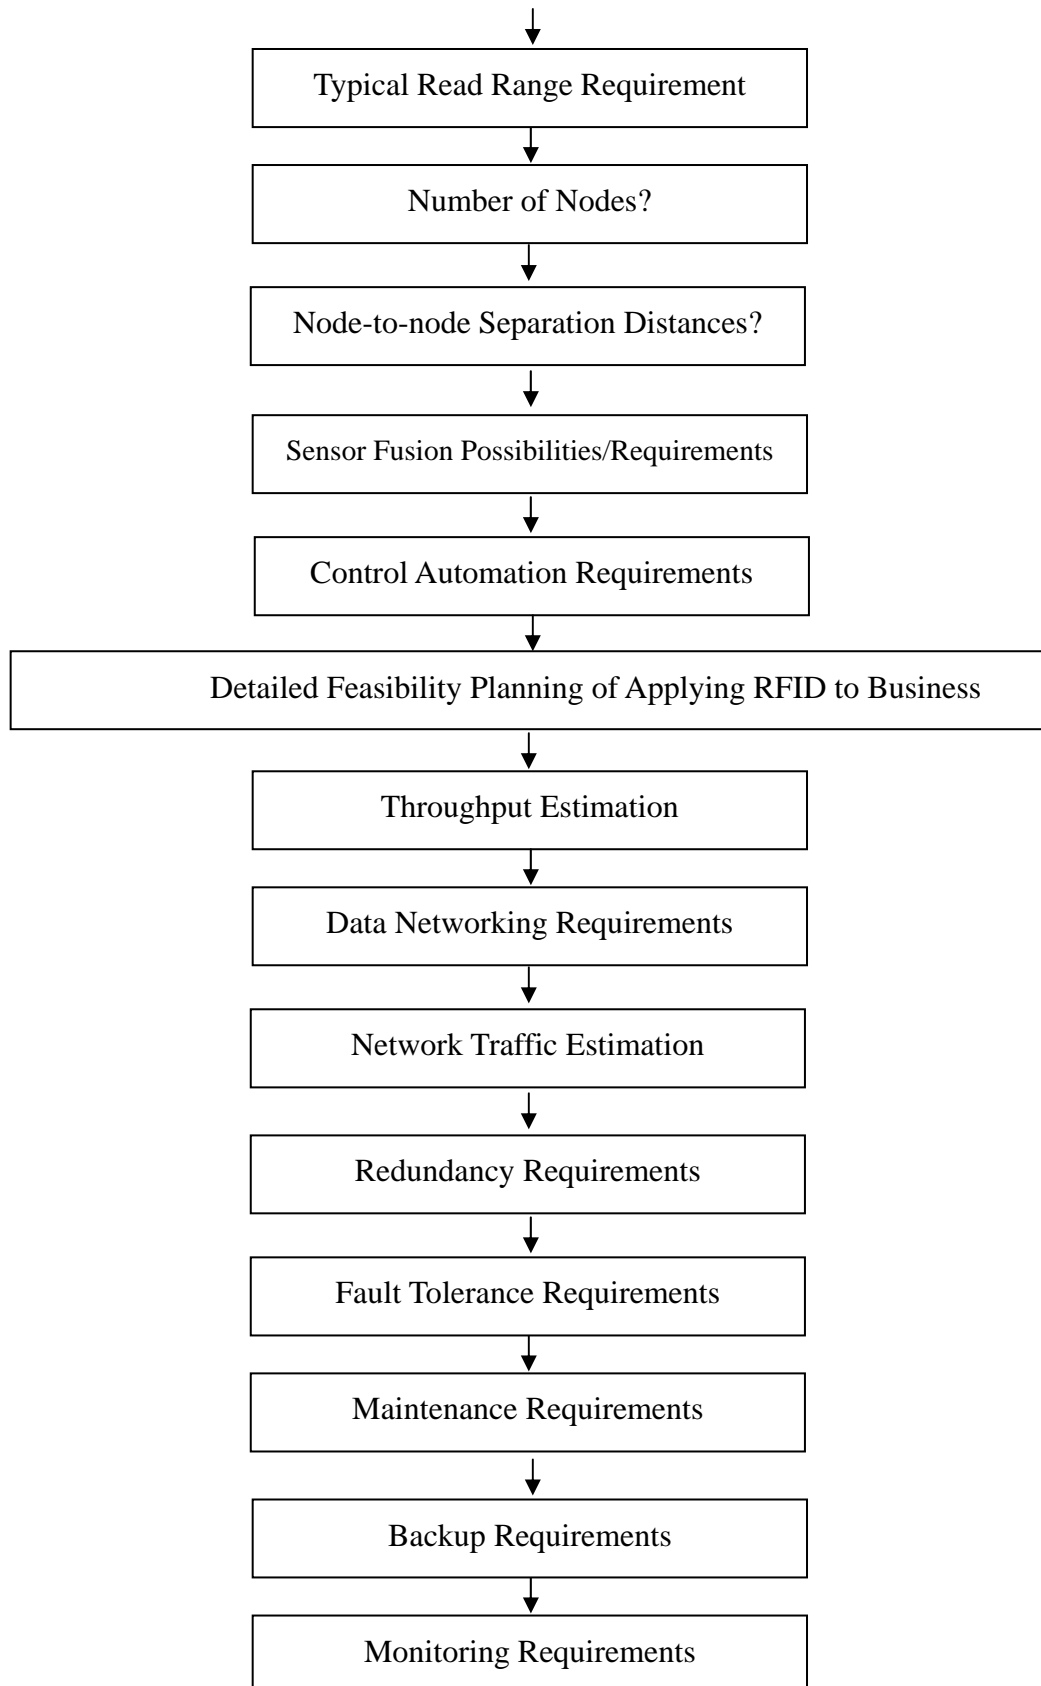 Typical Read Range Requirement
Number of Nodes?
Node-to-node Separation Distances?
Sensor Fusion Possibilities/Requirements
Control Automation Requirements
Detailed Feasibility Planning of Applying RFID to Business
Throughput Estimation
Data Networking Requirements
Network Traffic Estimation
Redundancy Requirements
Fault Tolerance Requirements
Maintenance Requirements
Backup Requirements
Monitoring Requirements